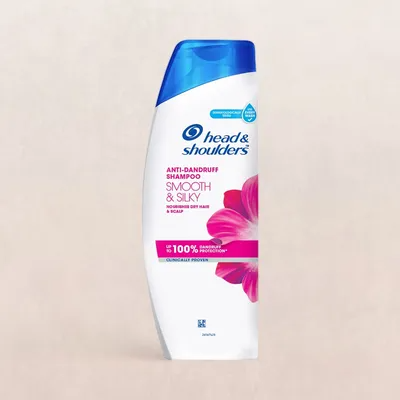 head &
shoulders
ANTI-DANDRUFF
SHAMPOO
SMOOTH
& SILKY
NOURISHES DRY HAIR
& SCALP
UP TO 100% DANDRUFF PROTECTION*
CLINICALLY PROVEN